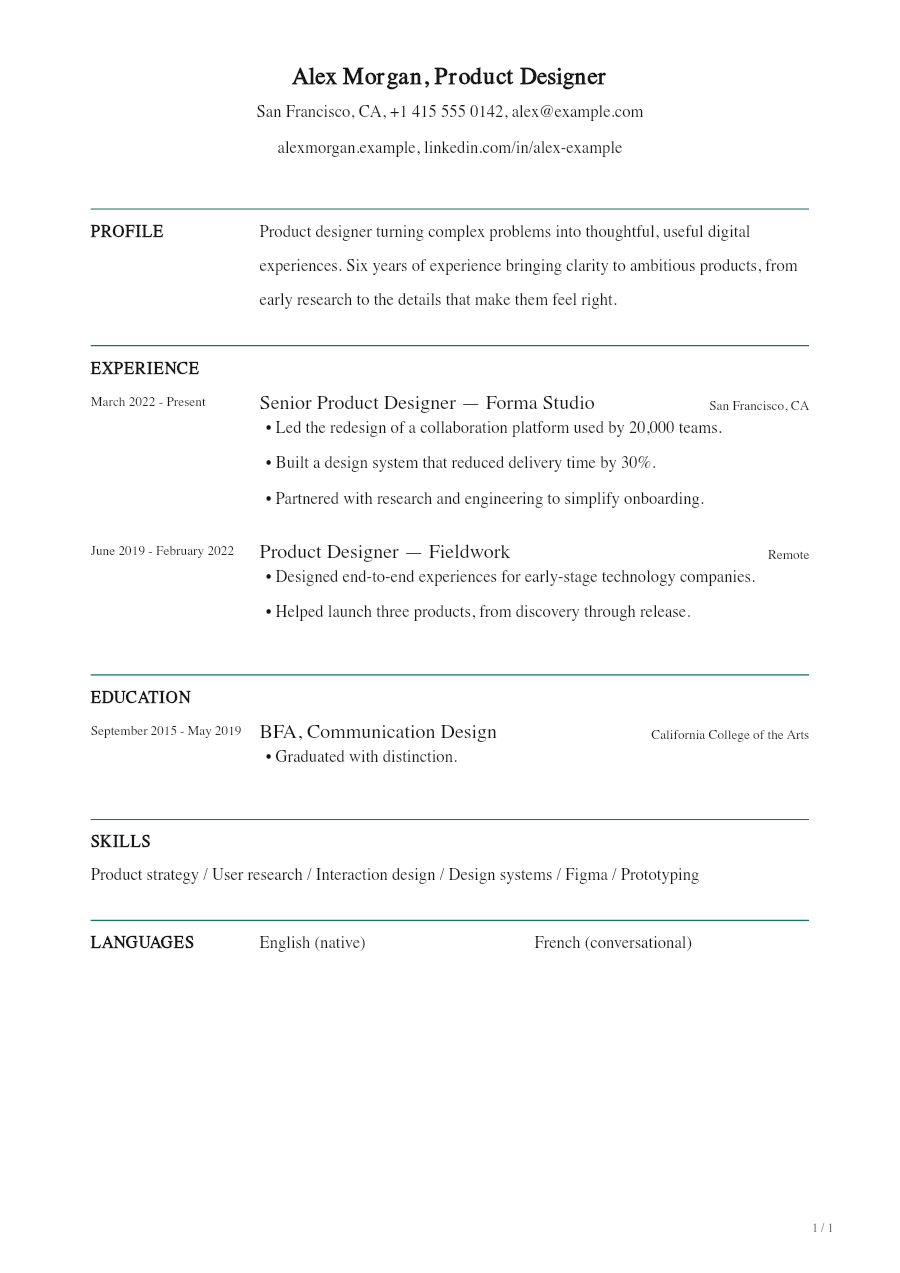 Alex Morgan, Product Designer
San Francisco, CA, +1 415 555 0142, alex@example.com
alexmorgan.example, linkedin.com/in/alex-example
PROFILE
Product designer turning complex problems into thoughtful, useful digital
experiences. Six years of experience bringing clarity to ambitious products, from
early research to the details that make them feel right.
EXPERIENCE
March 2022 - Present
Senior Product Designer — Forma Studio
San Francisco, CA
• Led the redesign of a collaboration platform used by 20,000 teams.
• Built a design system that reduced delivery time by 30%.
• Partnered with research and engineering to simplify onboarding.
June 2019 - February 2022
Product Designer — Fieldwork
Remote
• Designed end-to-end experiences for early-stage technology companies.
• Helped launch three products, from discovery through release.
EDUCATION
September 2015 - May 2019
BFA, Communication Design
California College of the Arts
• Graduated with distinction.
SKILLS
Product strategy / User research / Interaction design / Design systems / Figma / Prototyping
LANGUAGES
English (native)
French (conversational)
1 / 1